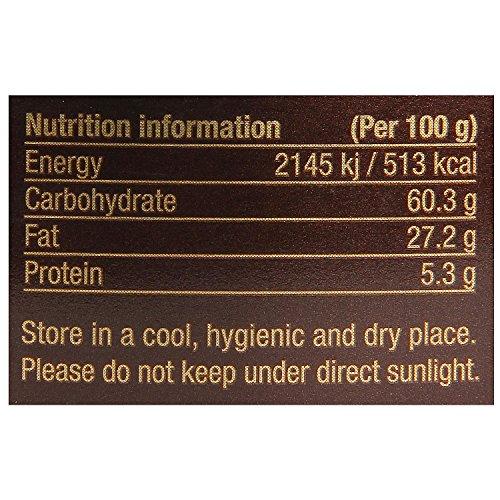 Nutrition information (Per 100 g)
Energy 2145 kj / 513 kcal
Carbohydrate 60.3 g
Fat 27.2 g
Protein 5.3 g
Store in a cool, hygienic and dry place.
Please do not keep under direct sunlight.